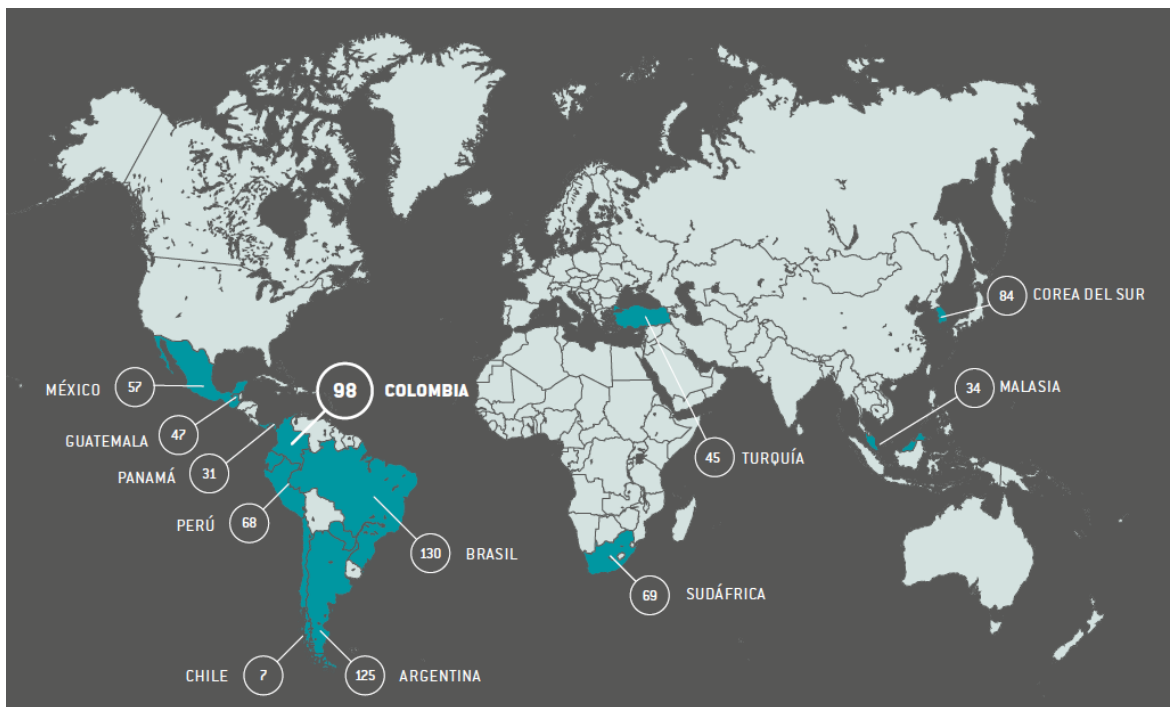 84 COREA DEL SUR
MÉXICO 57
98 COLOMBIA
34 MALASIA
GUATEMALA 47
45 TURQUÍA
PANAMÁ 31
PERÚ 68
130 BRASIL
69 SUDÁFRICA
CHILE 7
125 ARGENTINA